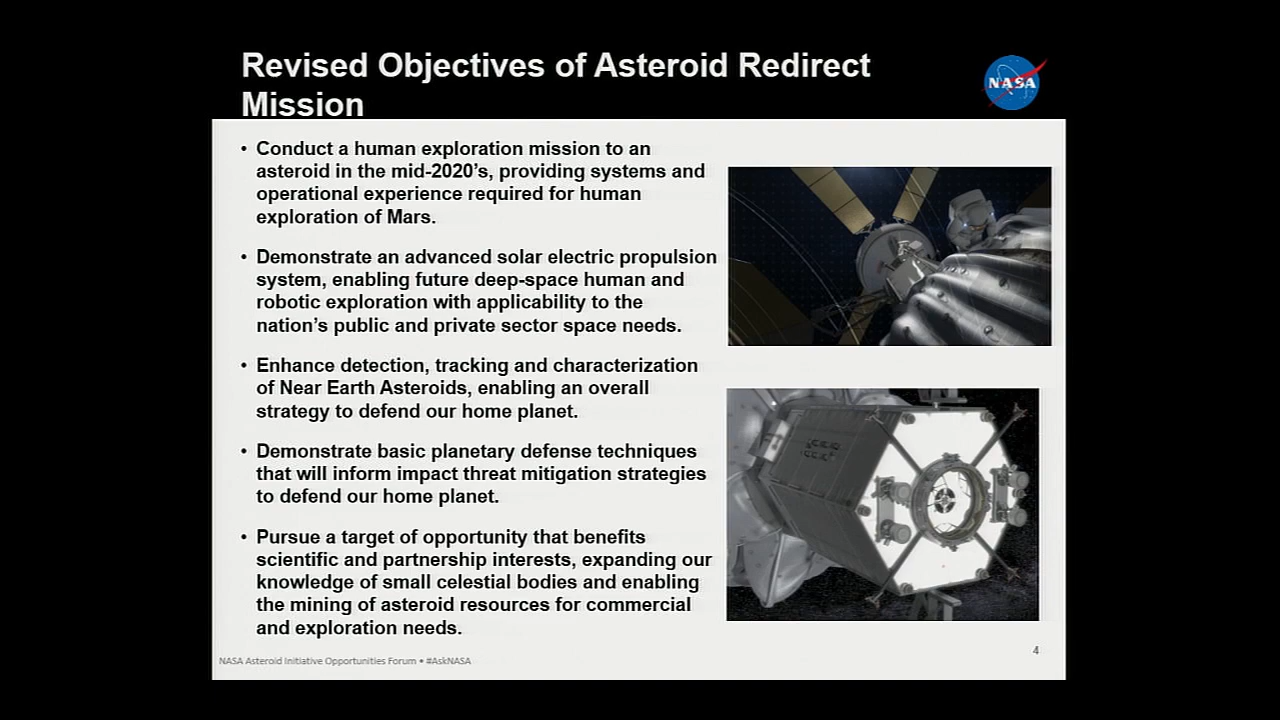 Revised Objectives of Asteroid Redirect
Mission
NASA
• Conduct a human exploration mission to an
asteroid in the mid-2020's, providing systems and
operational experience required for human
exploration of Mars.
• Demonstrate an advanced solar electric propulsion
system, enabling future deep-space human and
robotic exploration with applicability to the
nation's public and private sector space needs.
• Enhance detection, tracking and characterization
of Near Earth Asteroids, enabling an overall
strategy to defend our home planet.
• Demonstrate basic planetary defense techniques
that will inform impact threat mitigation strategies
to defend our home planet.
• Pursue a target of opportunity that benefits
scientific and partnership interests, expanding our
knowledge of small celestial bodies and enabling
the mining of asteroid resources for commercial
and exploration needs.
NASA Asteroid Initiative Opportunities Forum • #AskNASA
4